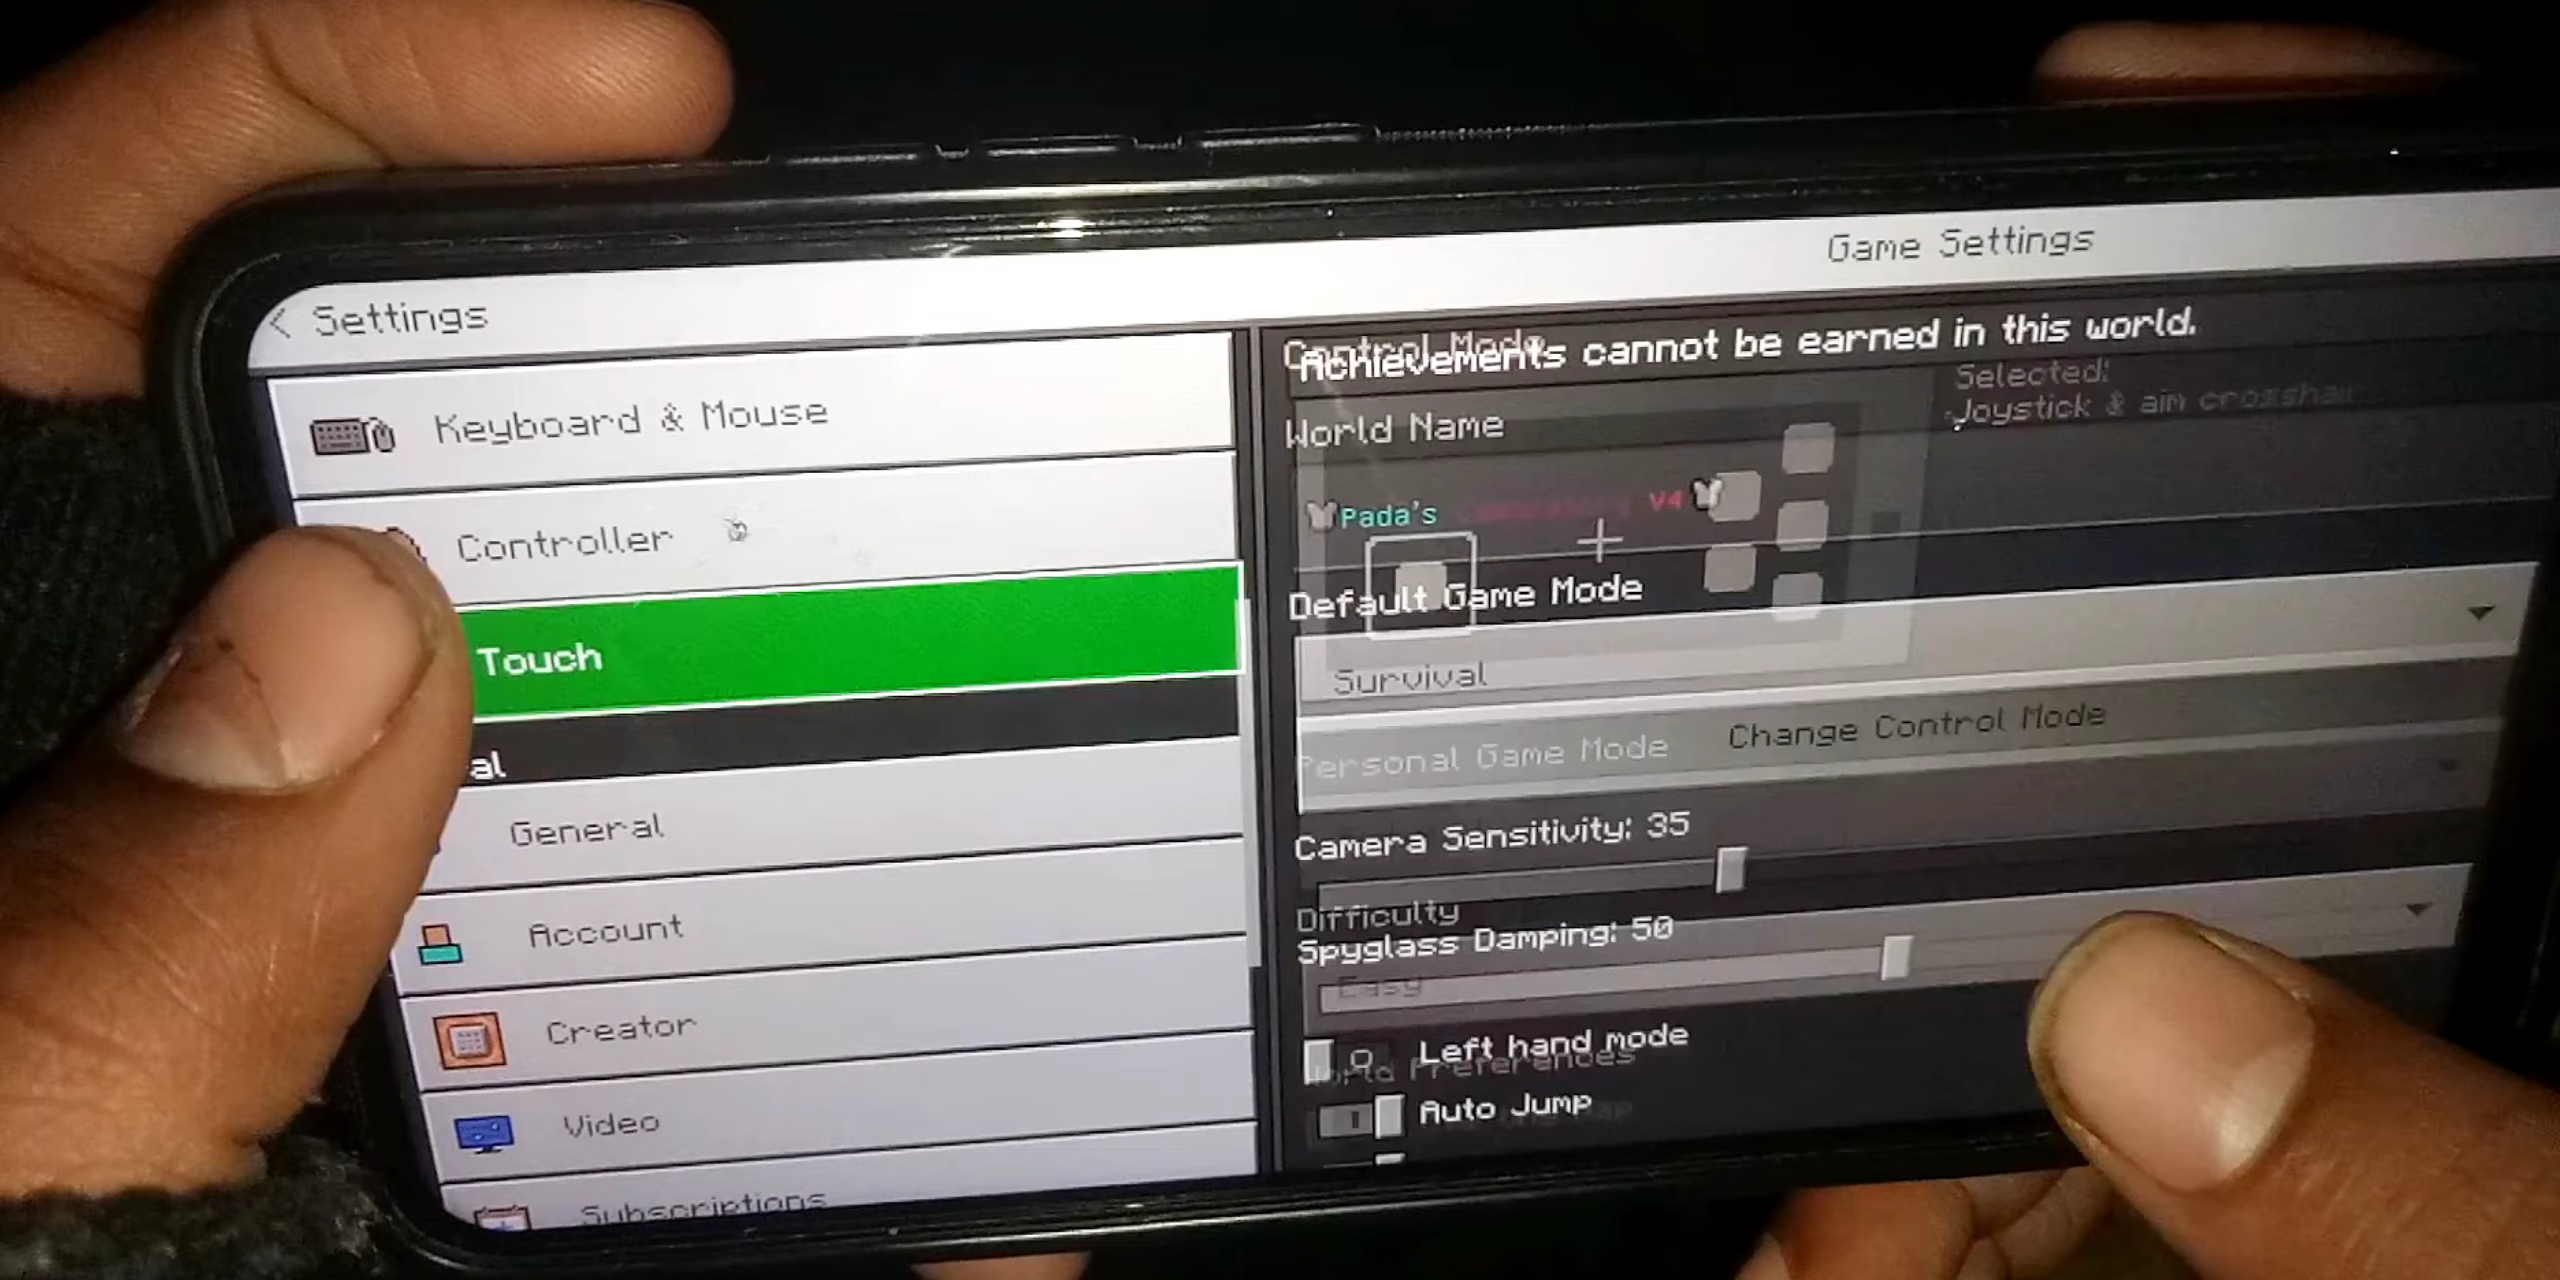 Game Settings
< Settings
Keyboard & Mouse
Controller
Touch
al
General
Account
Creator
Video
Subscriptions
Control Mode
Achievements cannot be earned in this world.
Selected:
Joystick & aim crosshair
World Name
Pada's V4
Default Game Mode
Survival
Personal Game Mode
Change Control Mode
Camera Sensitivity: 35
Difficulty
Spyglass Damping: 50
Easy
Left hand mode
World Preferences
Auto Jump